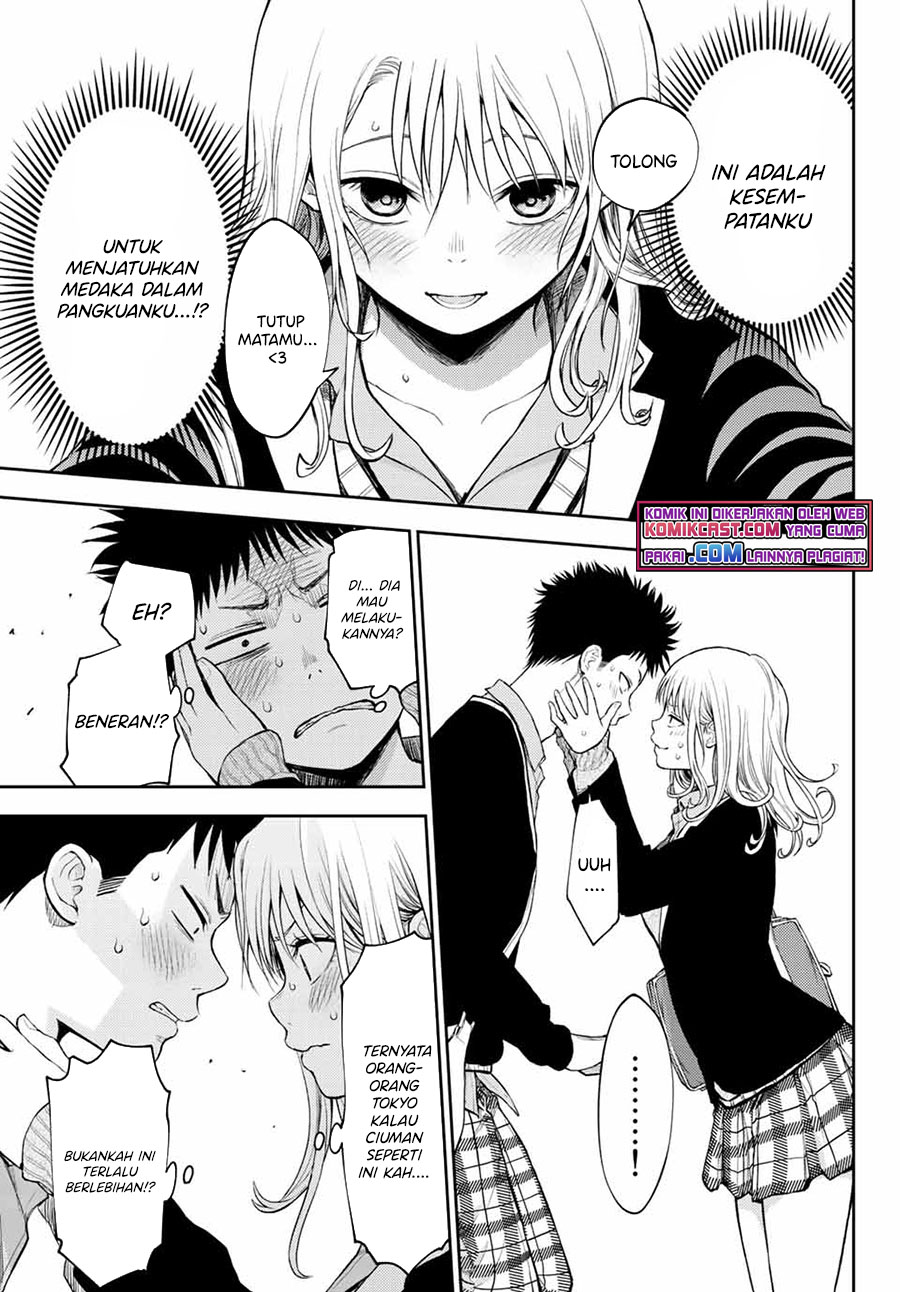 INI ADALAH
KESEM-
PATANKU
TOLONG
UNTUK
MENJATUHKAN
MEDAKA DALAM
PANGKUANKU...!?
TUTUP
MATAMU...
<3
KOMIK INI DIKERJAKAN OLEH WEB
KOMIKCAST.COM YANG CUMA
PAKAI .COM LAINNYA PLAGIAT!
UUH
....
.........!
DI... DIA
MAU
MELAKU-
KANNYA?
EH?
BENERAN!?
TERNYATA
ORANG-
ORANG
TOKYO
KALAU
CIUMAN
SEPERTI
INI KAH....
BUKANKAH INI
TERLALU
BERLEBIHAN!?